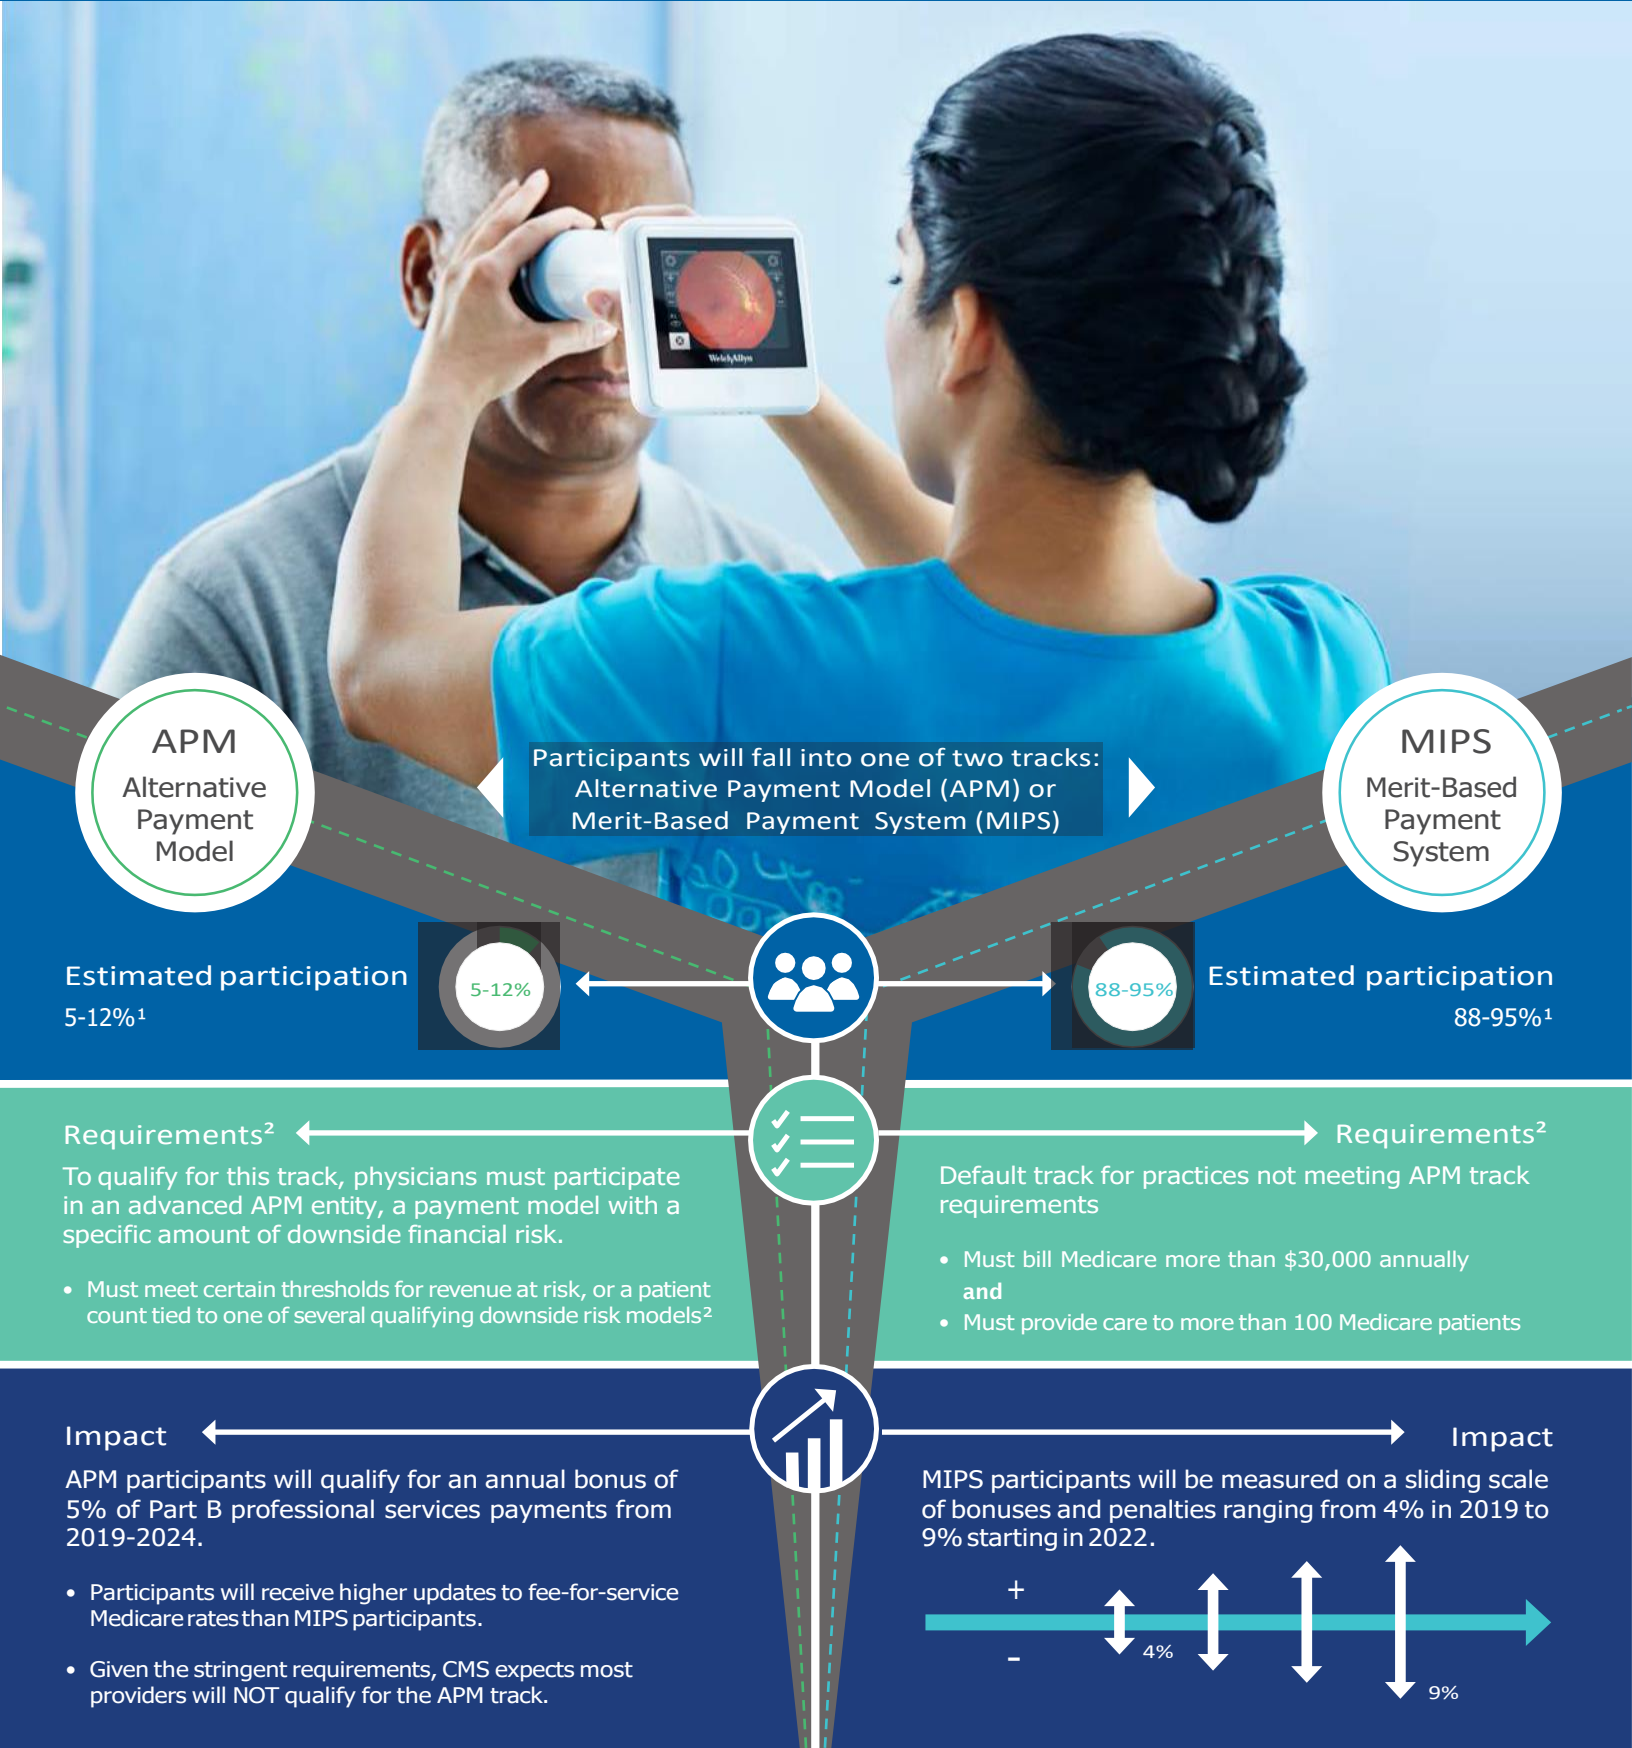 WelchAllyn
APM
Alternative
Payment
Model
Participants will fall into one of two tracks:
Alternative Payment Model (APM) or
Merit-Based Payment System (MIPS)
MIPS
Merit-Based
Payment
System
Estimated participation
5-12%¹
5-12%
88-95%
Estimated participation
88-95%¹
Requirements²
To qualify for this track, physicians must participate
in an advanced APM entity, a payment model with a
specific amount of downside financial risk.
• Must meet certain thresholds for revenue at risk, or a patient
count tied to one of several qualifying downside risk models²
Requirements²
Default track for practices not meeting APM track
requirements
• Must bill Medicare more than $30,000 annually
and
• Must provide care to more than 100 Medicare patients
Impact
APM participants will qualify for an annual bonus of
5% of Part B professional services payments from
2019-2024.
• Participants will receive higher updates to fee-for-service
Medicare rates than MIPS participants.
• Given the stringent requirements, CMS expects most
providers will NOT qualify for the APM track.
Impact
MIPS participants will be measured on a sliding scale
of bonuses and penalties ranging from 4% in 2019 to
9% starting in 2022.
+
-
4%
9%